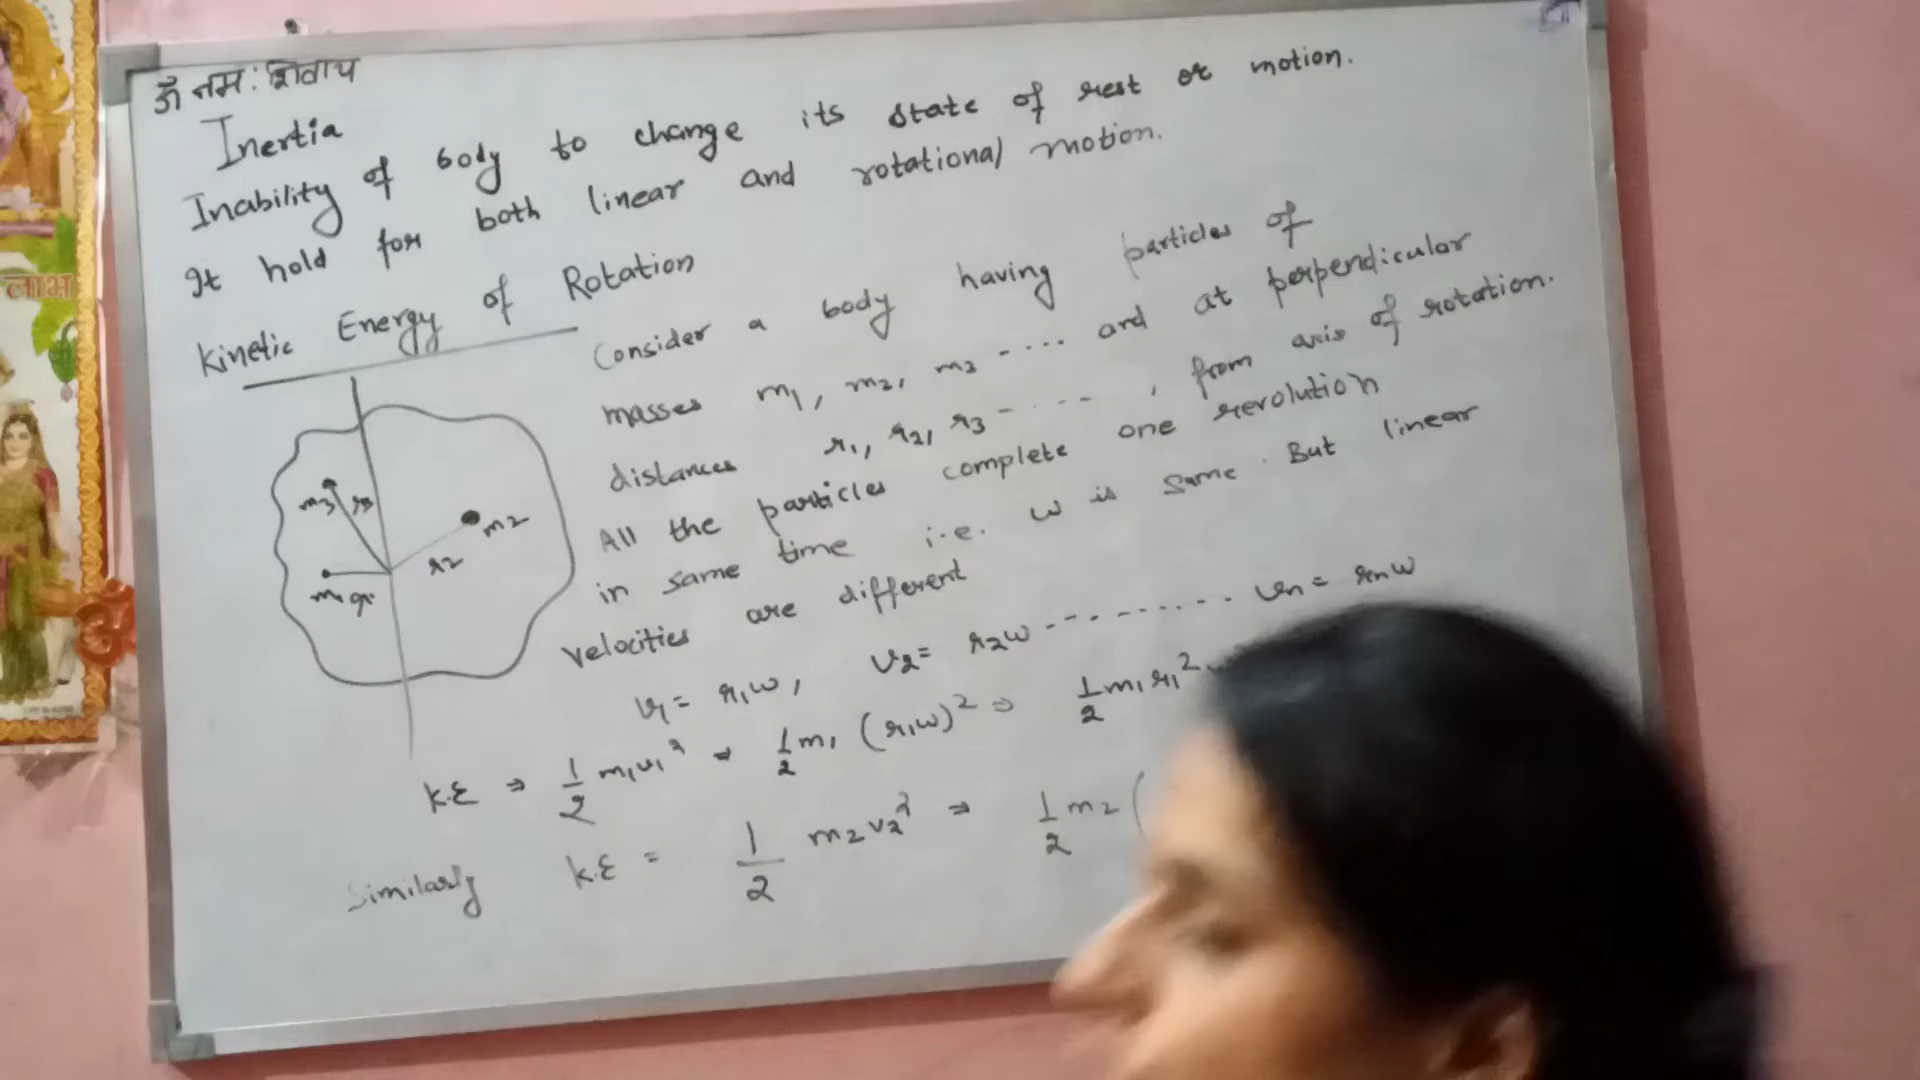 ॐ नमः शिवाय
Inertia
Inability of body to change its state of rest or motion.
It hold for both linear and rotational motion.
Kinetic Energy of Rotation
Consider a body having particles of
masses m1, m2, m3 ---- and at perpendicular
distances r1, r2, r3 ----, from axis of rotation.
All the particles complete one revolution
in same time i.e. ω is same. But linear
velocities are different
v1 = r1ω, v2 = r2ω --------- vn = rnω
K.E ⇒ 1/2 m1v1² ⇒ 1/2 m1 (r1ω)² ⇒ 1/2 m1r1²
Similarly K.E = 1/2 m2v2² ⇒ 1/2 m2 (
m3 r3
m2
r2
m1 r1
लाभ